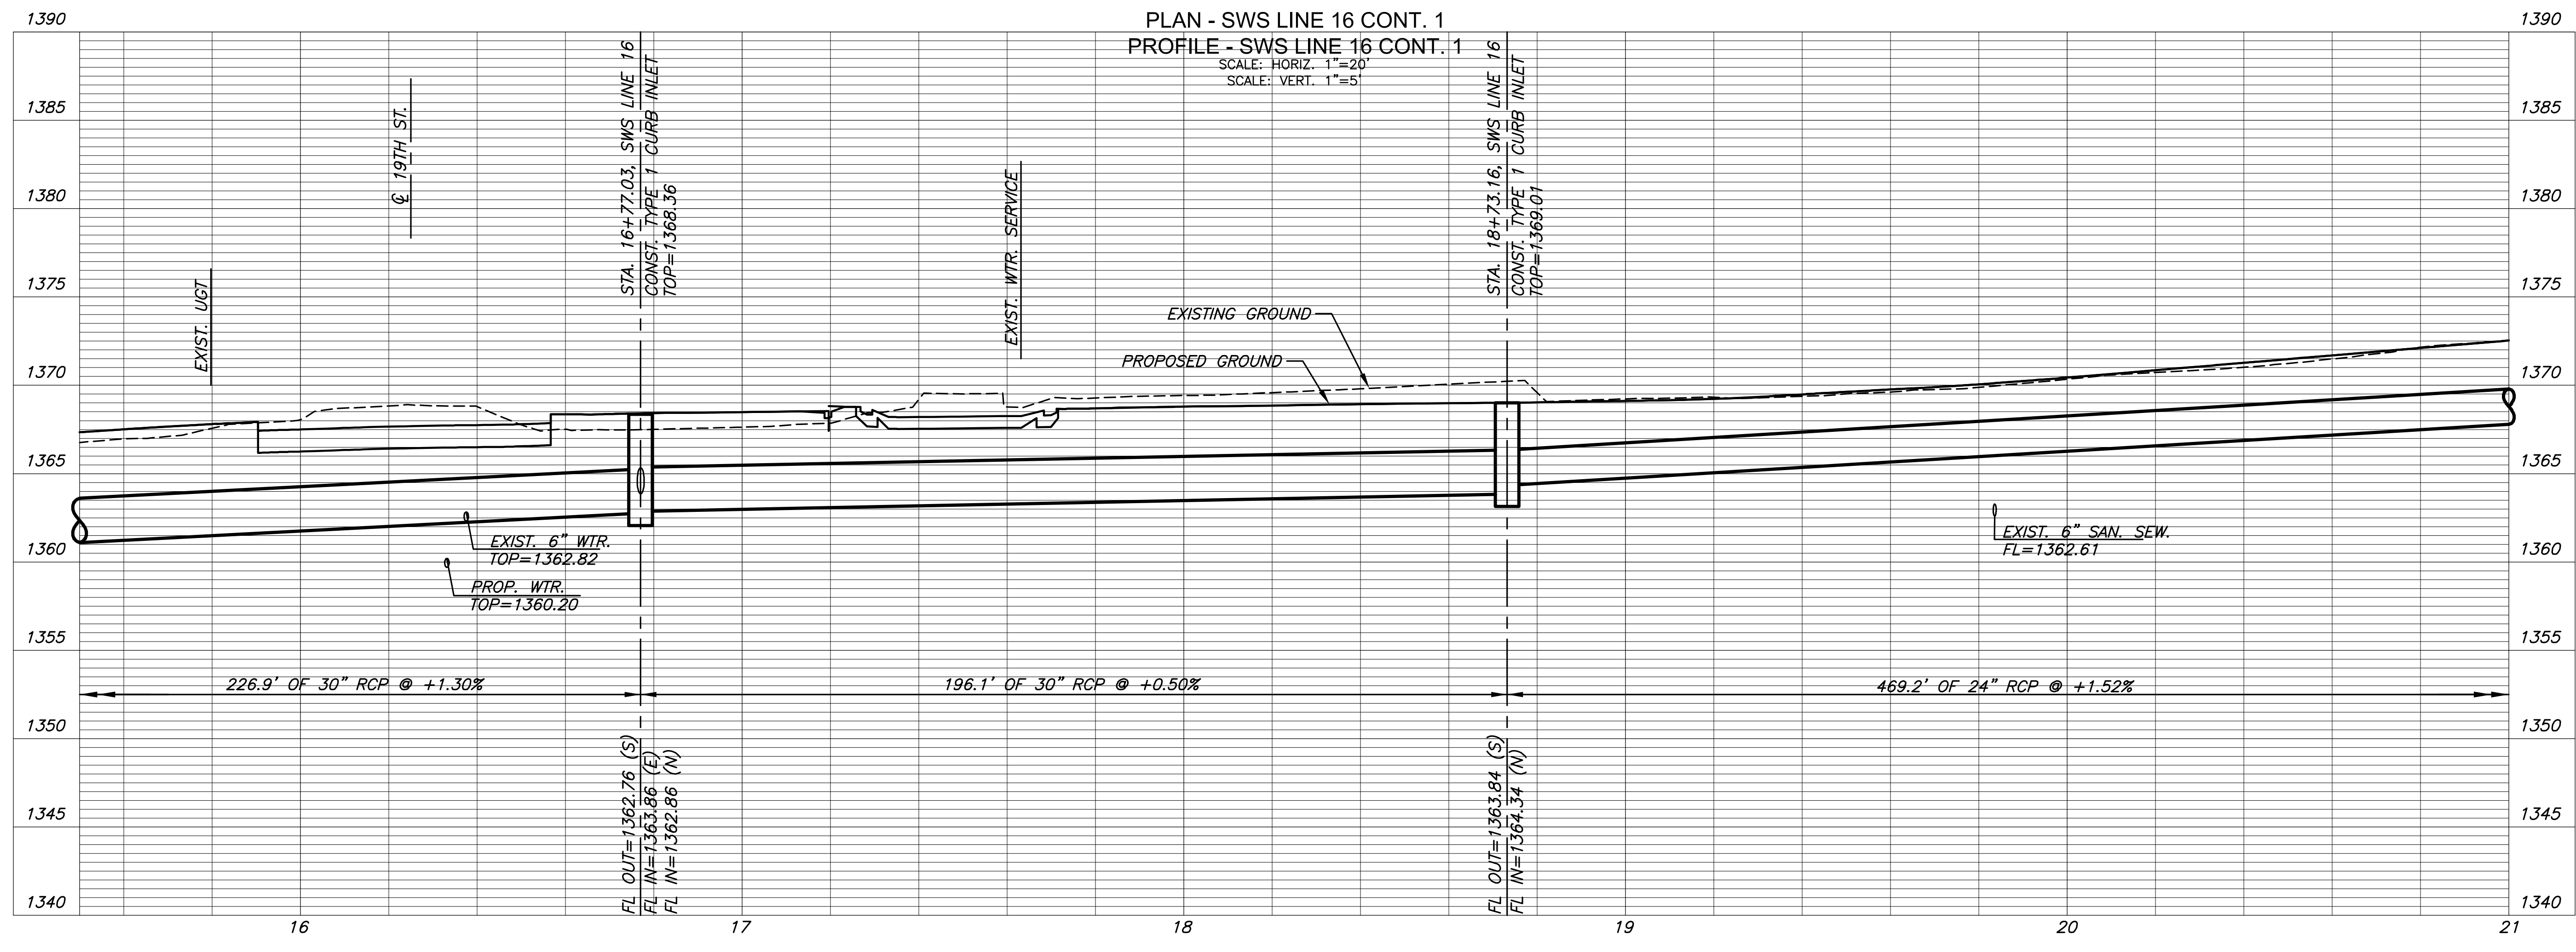 PLAN - SWS LINE 16 CONT. 1
PROFILE - SWS LINE 16 CONT. 1
SCALE: HORIZ. 1"=20'
SCALE: VERT. 1"=5'
1390
1385
1380
1375
1370
1365
1360
1355
1350
1345
1340
EXIST. UGT
℄ 19TH ST.
STA. 16+77.03, SWS LINE 16
CONST. TYPE 1 CURB INLET
TOP=1368.36
EXIST. WTR. SERVICE
EXISTING GROUND
PROPOSED GROUND
STA. 18+73.16, SWS LINE 16
CONST. TYPE 1 CURB INLET
TOP=1369.01
EXIST. 6" WTR.
TOP=1362.82
PROP. WTR.
TOP=1360.20
EXIST. 6" SAN. SEW.
FL=1362.61
226.9' OF 30" RCP @ +1.30%
196.1' OF 30" RCP @ +0.50%
469.2' OF 24" RCP @ +1.52%
FL OUT=1362.76 (S)
FL IN=1363.86 (E)
FL IN=1362.86 (N)
FL OUT=1363.84 (S)
FL IN=1364.34 (N)
1390
1385
1380
1375
1370
1365
1360
1355
1350
1345
1340
16
17
18
19
20
21